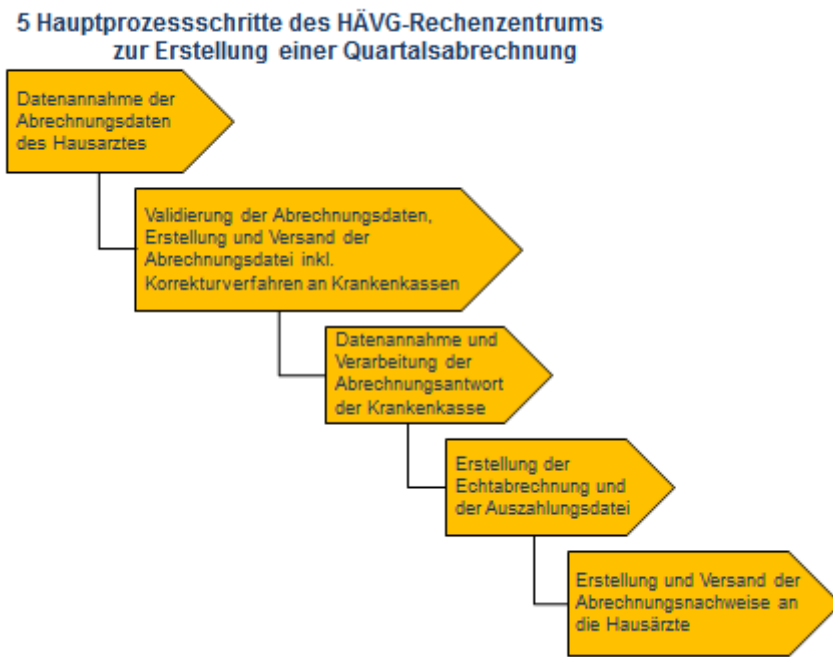 5 Hauptprozessschritte des HÄVG-Rechenzentrums
zur Erstellung einer Quartalsabrechnung
Datenannahme der
Abrechnungsdaten
des Hausarztes
Validierung der Abrechnungsdaten,
Erstellung und Versand der
Abrechnungsdatei inkl.
Korrekturverfahren an Krankenkassen
Datenannahme und
Verarbeitung der
Abrechnungsantwort
der Krankenkasse
Erstellung der
Echtabrechnung und
der Auszahlungsdatei
Erstellung und Versand der
Abrechnungsnachweise an
die Hausärzte